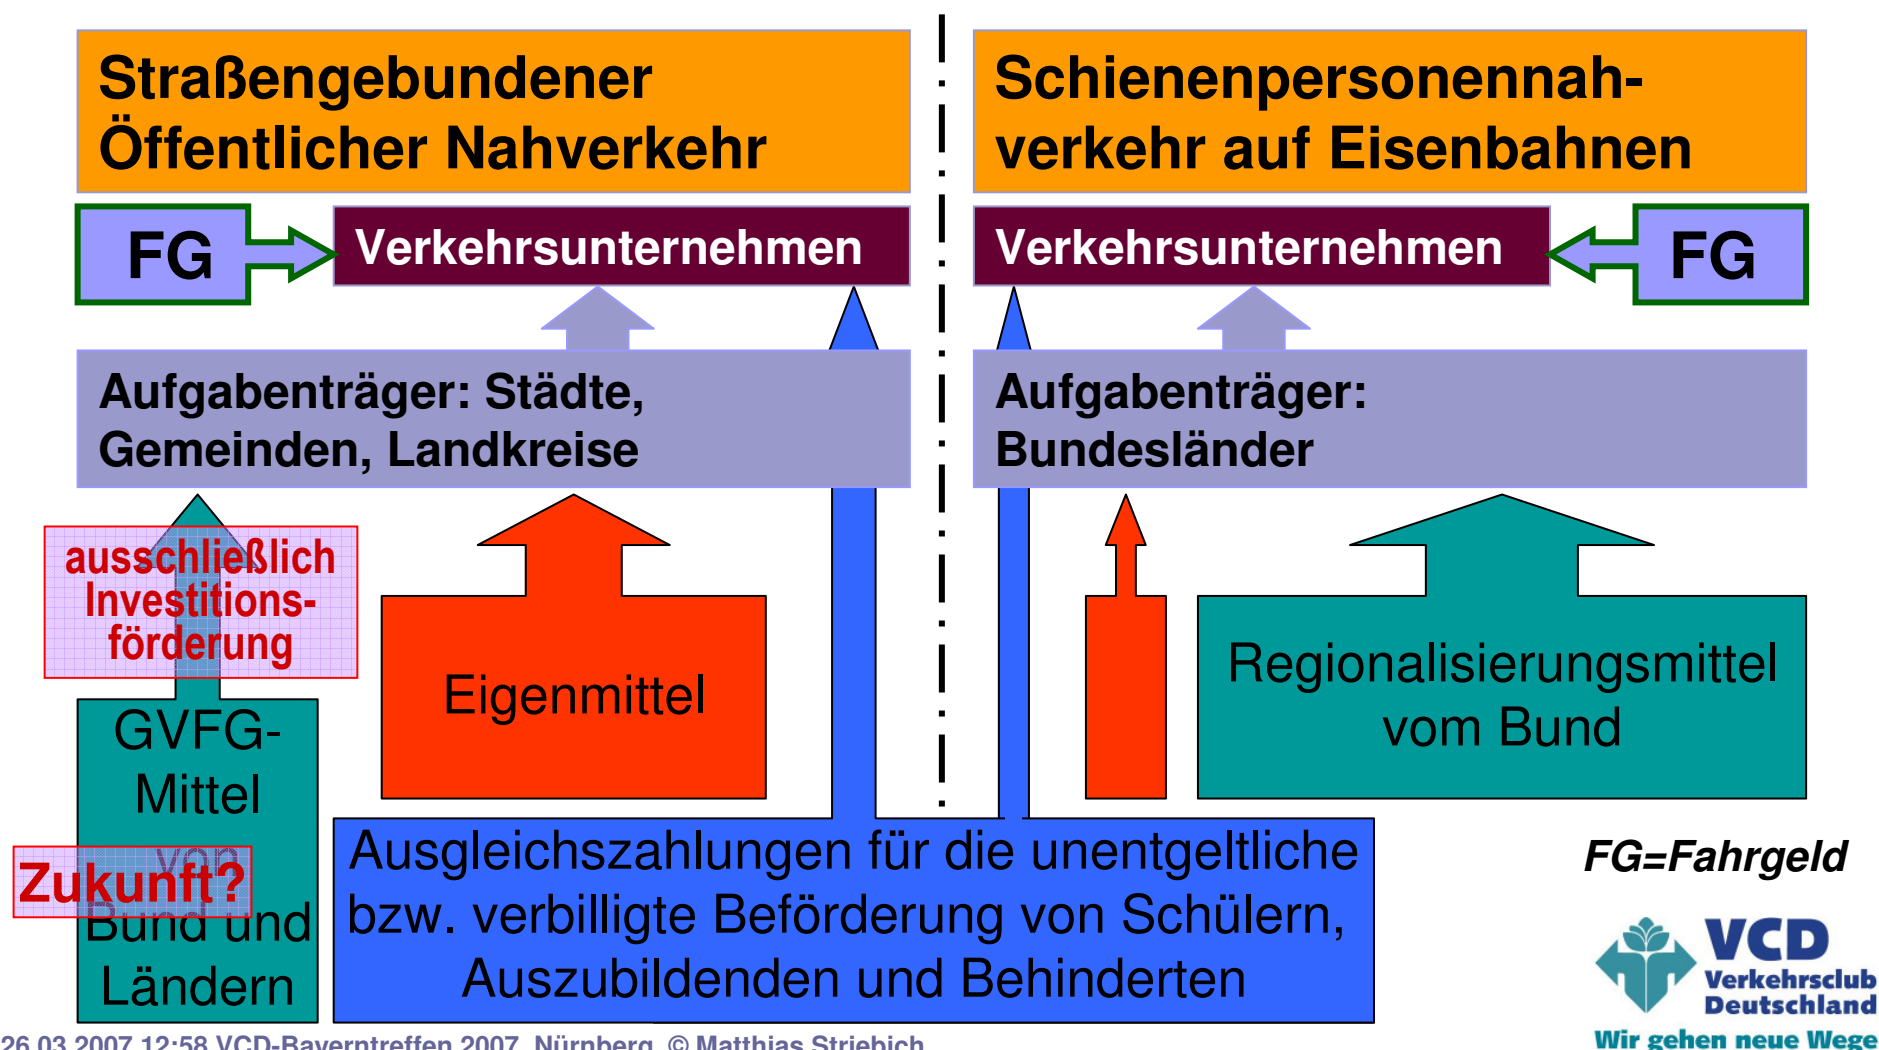 Straßengebundener
Öffentlicher Nahverkehr
Schienenpersonennah-
verkehr auf Eisenbahnen
FG
Verkehrsunternehmen
Verkehrsunternehmen
FG
Aufgabenträger: Städte,
Gemeinden, Landkreise
Aufgabenträger:
Bundesländer
ausschließlich
Investitions-
förderung
Eigenmittel
Regionalisierungsmittel
vom Bund
GVFG-
Mittel
von
Bund und
Ländern
Zukunft?
Ausgleichszahlungen für die unentgeltliche
bzw. verbilligte Beförderung von Schülern,
Auszubildenden und Behinderten
FG=Fahrgeld
VCD
Verkehrsclub
Deutschland
Wir gehen neue Wege
26.03.2007 12:58 VCD-Bayerntreffen 2007, Nürnberg, © Matthias Striebich